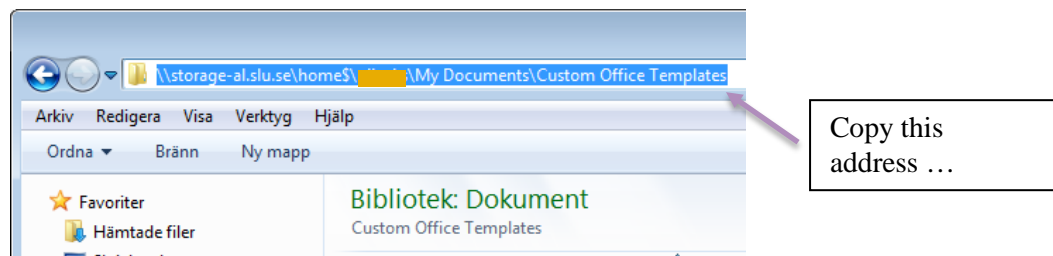 \\storage-al.slu.se\home$\ \My Documents\Custom Office Templates
Arkiv Redigera Visa Verktyg Hjälp
Ordna Bränn Ny mapp
Favoriter
Hämtade filer
Bibliotek: Dokument
Custom Office Templates
Copy this
address …